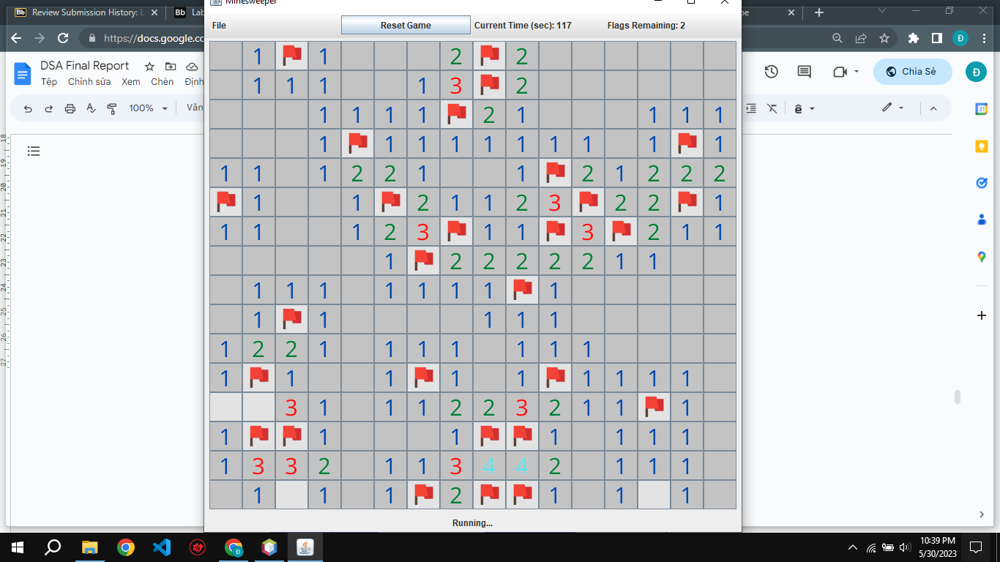 Review Submission History: L
Lab
pe
Minesweeper
https://docs.google.co
File
Reset Game
Current Time (sec): 117
Flags Remaining: 2
DSA Final Report
Tệp Chỉnh sửa Xem Chèn Định
Chia Sẻ
100%
Văn
1 1 2 2
1 1 1 1 3 2
1 1 1 1 2 1 1 1 1
1 1 1 1 1 1 1 1 1 1
1 1 1 2 2 1 1 2 1 2 2 2
1 1 2 1 1 2 3 2 2 1
1 1 1 2 3 1 1 3 2 1 1
1 2 2 2 2 2 1 1
1 1 1 1 1 1 1 1
1 1 1 1 1
1 2 2 1 1 1 1 1 1 1
1 1 1 1 1 1 1 1 1
3 1 1 1 2 2 3 2 1 1 1
1 1 1 1 1 1 1
1 3 3 2 1 1 3 4 4 2 1 1 1
1 1 1 2 1 1 1
18
19
20
21
22
23
24
25
26
27
Running...
10:39 PM
5/30/2023